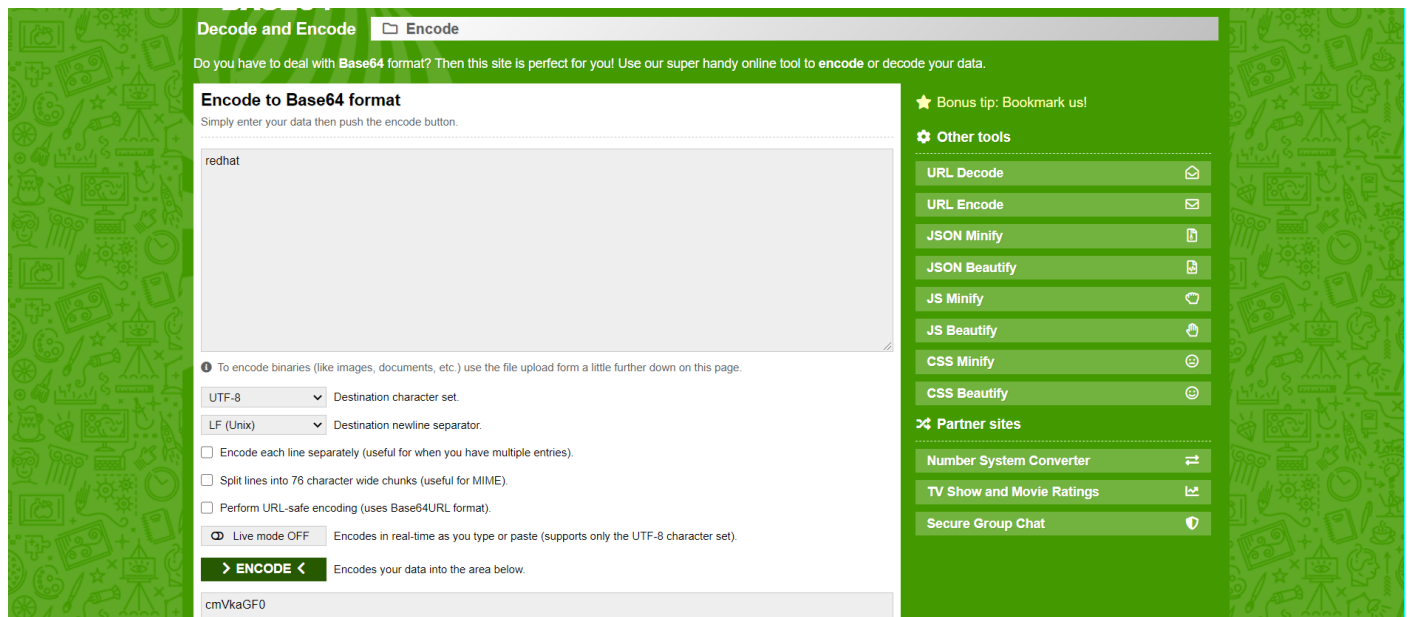 Decode and Encode
Encode
Do you have to deal with Base64 format? Then this site is perfect for you! Use our super handy online tool to encode or decode your data.
Encode to Base64 format
Simply enter your data then push the encode button.
redhat
To encode binaries (like images, documents, etc.) use the file upload form a little further down on this page.
UTF-8 Destination character set.
LF (Unix) Destination newline separator.
Encode each line separately (useful for when you have multiple entries).
Split lines into 76 character wide chunks (useful for MIME).
Perform URL-safe encoding (uses Base64URL format).
Live mode OFF Encodes in real-time as you type or paste (supports only the UTF-8 character set).
> ENCODE < Encodes your data into the area below.
cmVkaGF0
Bonus tip: Bookmark us!
Other tools
URL Decode
URL Encode
JSON Minify
JSON Beautify
JS Minify
JS Beautify
CSS Minify
CSS Beautify
Partner sites
Number System Converter
TV Show and Movie Ratings
Secure Group Chat